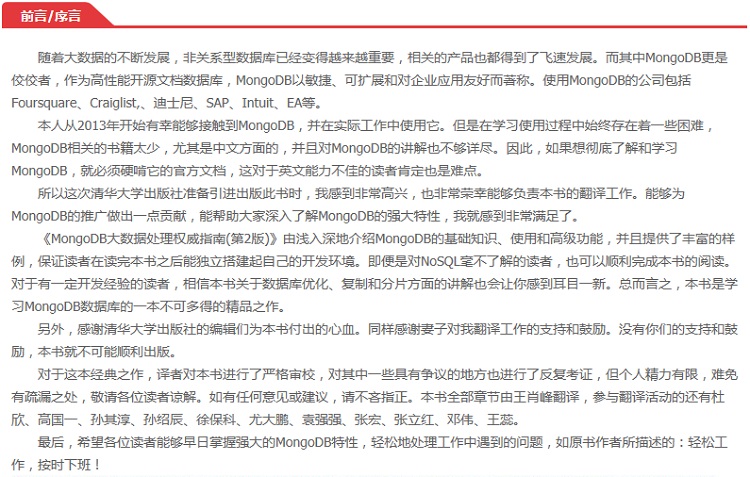 前言/序言
随着大数据的不断发展，非关系型数据库已经变得越来越重要，相关的产品也都得到了飞速发展。而其中MongoDB更是
佼佼者，作为高性能开源文档数据库，MongoDB以敏捷、可扩展和对企业应用友好而著称。使用MongoDB的公司包括
Foursquare、Craiglist,、迪士尼、SAP、Intuit、EA等。
本人从2013年开始有幸能够接触到MongoDB，并在实际工作中使用它。但是在学习使用过程中始终存在着一些困难，
MongoDB相关的书籍太少，尤其是中文方面的，并且对MongoDB的讲解也不够详尽。因此，如果想彻底了解和学习
MongoDB，就必须硬啃它的官方文档，这对于英文能力不佳的读者肯定也是难点。
所以这次清华大学出版社准备引进出版此书时，我感到非常高兴，也非常荣幸能够负责本书的翻译工作。能够为
MongoDB的推广做出一点贡献，能帮助大家深入了解MongoDB的强大特性，我就感到非常满足了。
《MongoDB大数据处理权威指南(第2版)》由浅入深地介绍MongoDB的基础知识、使用和高级功能，并且提供了丰富的样
例，保证读者在读完本书之后能独立搭建起自己的开发环境。即便是对NoSQL毫不了解的读者，也可以顺利完成本书的阅读。
对于有一定开发经验的读者，相信本书关于数据库优化、复制和分片方面的讲解也会让你感到耳目一新。总而言之，本书是学
习MongoDB数据库的一本不可多得的精品之作。
另外，感谢清华大学出版社的编辑们为本书付出的心血。同样感谢妻子对我翻译工作的支持和鼓励。没有你们的支持和鼓
励，本书就不可能顺利出版。
对于这本经典之作，译者对本书进行了严格审校，对其中一些具有争议的地方也进行了反复考证，但个人精力有限，难免
有疏漏之处，敬请各位读者谅解。如有任何意见或建议，请不吝指正。本书全部章节由王肖峰翻译，参与翻译活动的还有杜
欣、高国一、孙其淳、孙绍辰、徐保科、尤大鹏、袁强强、张宏、张立红、邓伟、王蕊。
最后，希望各位读者能够早日掌握强大的MongoDB特性，轻松地处理工作中遇到的问题，如原书作者所描述的：轻松工
作，按时下班！